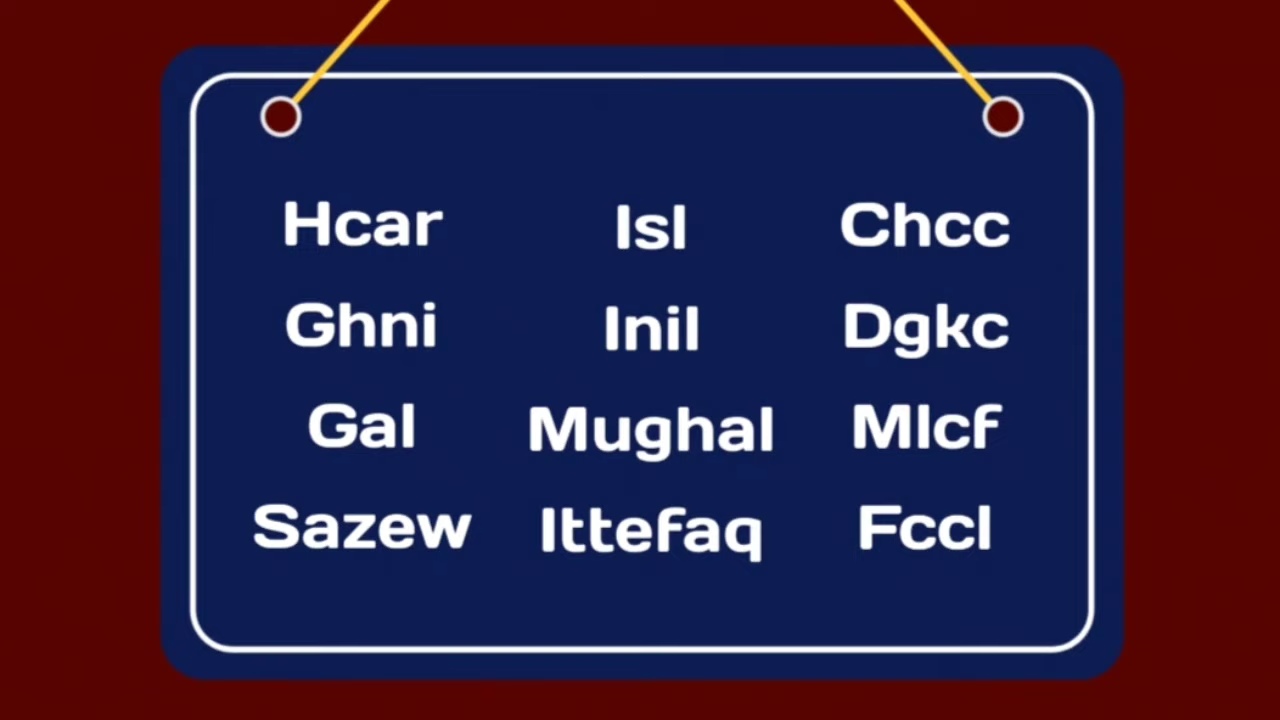 Hcar Isl Chcc
Ghni Inil Dgkc
Gal Mughal Mlcf
Sazew Ittefaq Fccl